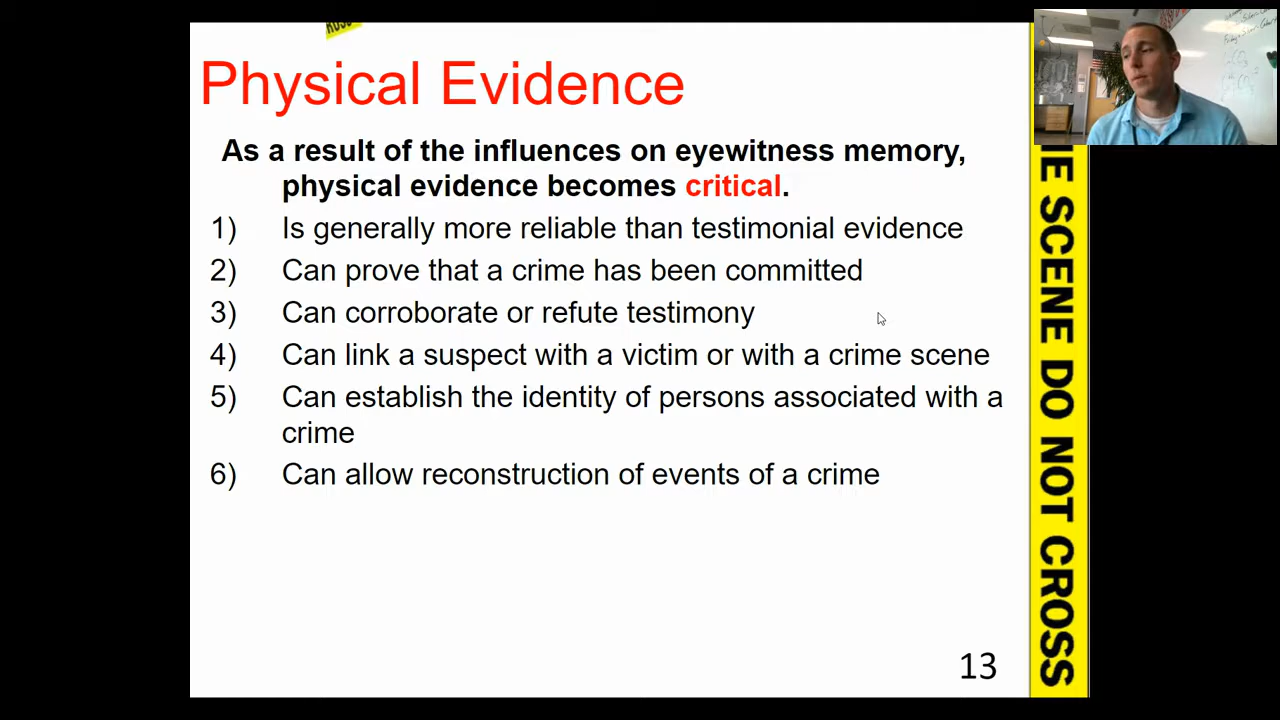 Physical Evidence
As a result of the influences on eyewitness memory,
physical evidence becomes critical.
1) Is generally more reliable than testimonial evidence
2) Can prove that a crime has been committed
3) Can corroborate or refute testimony
4) Can link a suspect with a victim or with a crime scene
5) Can establish the identity of persons associated with a
crime
6) Can allow reconstruction of events of a crime
13
SCENE DO NOT CROSS